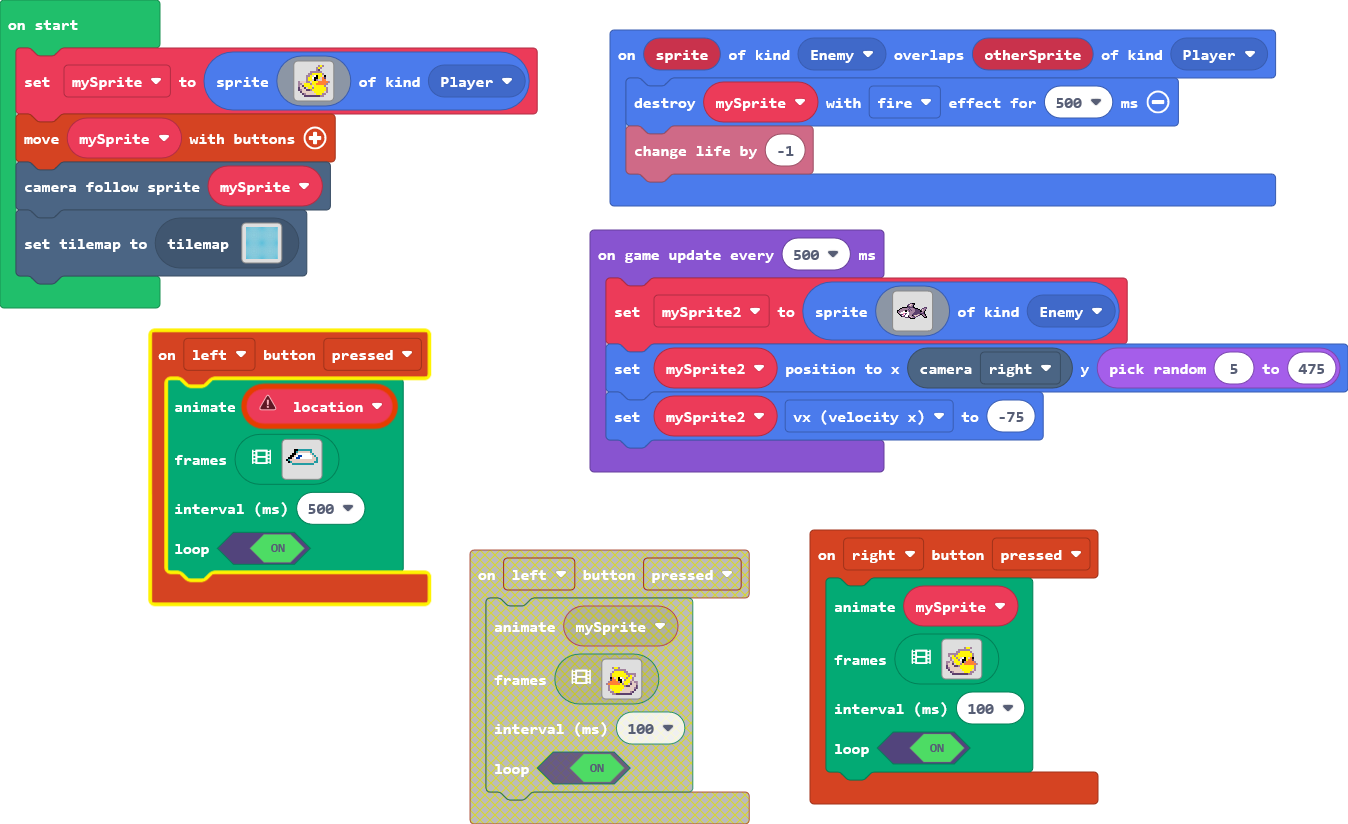 on start
set mySprite to sprite of kind Player
move mySprite with buttons
camera follow sprite mySprite
set tilemap to tilemap
on sprite of kind Enemy overlaps otherSprite of kind Player
destroy mySprite with fire effect for 500 ms
change life by -1
on game update every 500 ms
set mySprite2 to sprite of kind Enemy
set mySprite2 position to x camera right y pick random 5 to 475
set mySprite2 vx (velocity x) to -75
on left button pressed
animate location
frames
interval (ms) 500
loop ON
on left button pressed
animate mySprite
frames
interval (ms) 100
loop ON
on right button pressed
animate mySprite
frames
interval (ms) 100
loop ON